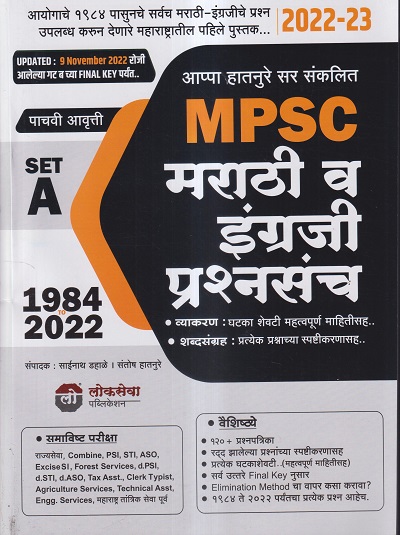 आयोगाचे १९८४ पासुनचे सर्वच मराठी-इंग्रजीचे प्रश्न
उपलब्ध करुन देणारे महाराष्ट्रातील पहिले पुस्तक...
2022-23
UPDATED : 9 November 2022 रोजी
आलेल्या गट ब च्या FINAL KEY पर्यंत..
आप्पा हातनुरे सर संकलित
पाचवी आवृत्ती
MPSC
SET
A
मराठी व
इंग्रजी
प्रश्नसंच
1984
TO
2022
• व्याकरण : घटका शेवटी महत्वपूर्ण माहितीसह..
• शब्दसंग्रह : प्रत्येक प्रश्नाच्या स्पष्टीकरणासह..
संपादक : साईनाथ डहाळे । संतोष हातनुरे
लोकसेवा
पब्लिकेशन
• समाविष्ट परीक्षा
राज्यसेवा, Combine, PSI, STI, ASO,
Excise SI, Forest Services, d.PSI,
d.STI, d.ASO, Tax Asst., Clerk Typist,
Agriculture Services, Technical Asst.
Engg. Services, महाराष्ट्र तांत्रिक सेवा पूर्व
• वैशिष्ट्ये
• १२० + प्रश्नपत्रिका
• रद्द झालेल्या प्रश्नांच्या स्पष्टीकरणासह
• प्रत्येक घटकाशेवटी..(महत्वपूर्ण माहितीसह)
• सर्व उत्तरे Final Key नुसार
• Elimination Method चा वापर कसा करावा?
• १९८४ ते २०२२ पर्यंतचा प्रत्येक प्रश्न आहेच.